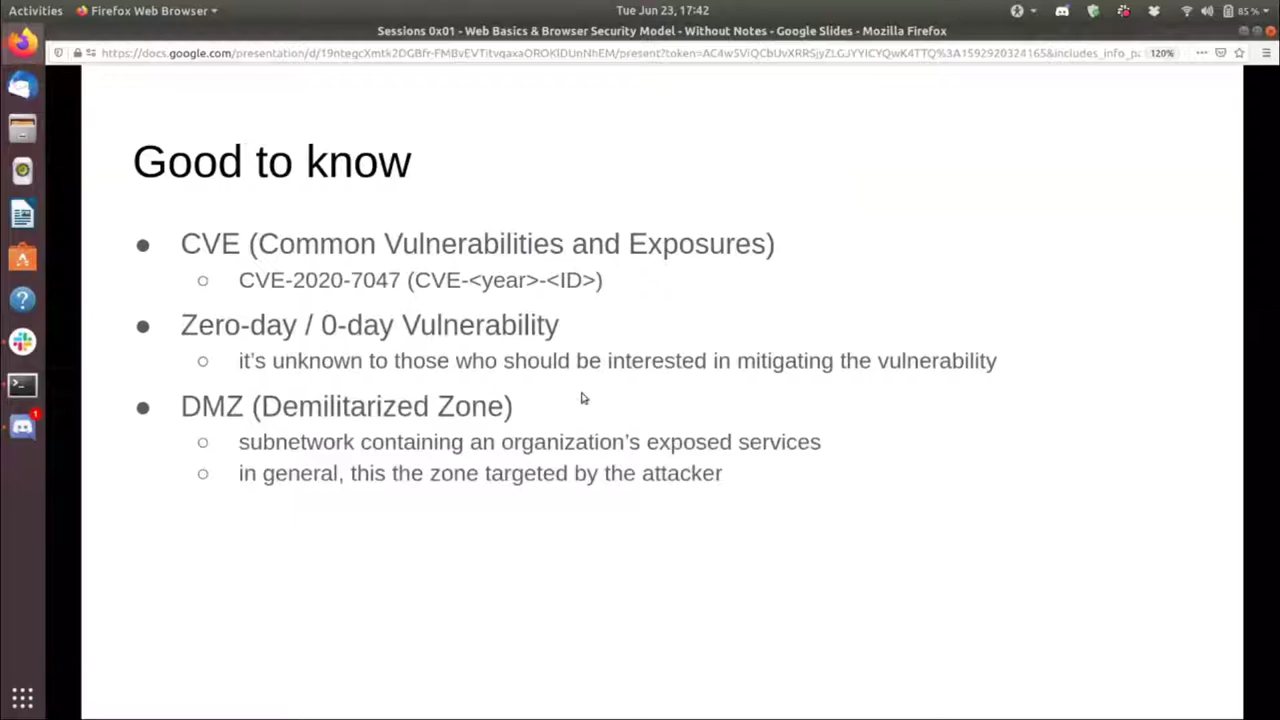 Activities Firefox Web Browser Tue Jun 23, 17:42 85 %
Sessions 0x01 - Web Basics & Browser Security Model - Without Notes - Google Slides - Mozilla Firefox
120%
Good to know
● CVE (Common Vulnerabilities and Exposures)
○ CVE-2020-7047 (CVE-<year>-<ID>)
● Zero-day / 0-day Vulnerability
○ it’s unknown to those who should be interested in mitigating the vulnerability
● DMZ (Demilitarized Zone)
○ subnetwork containing an organization’s exposed services
○ in general, this the zone targeted by the attacker
1